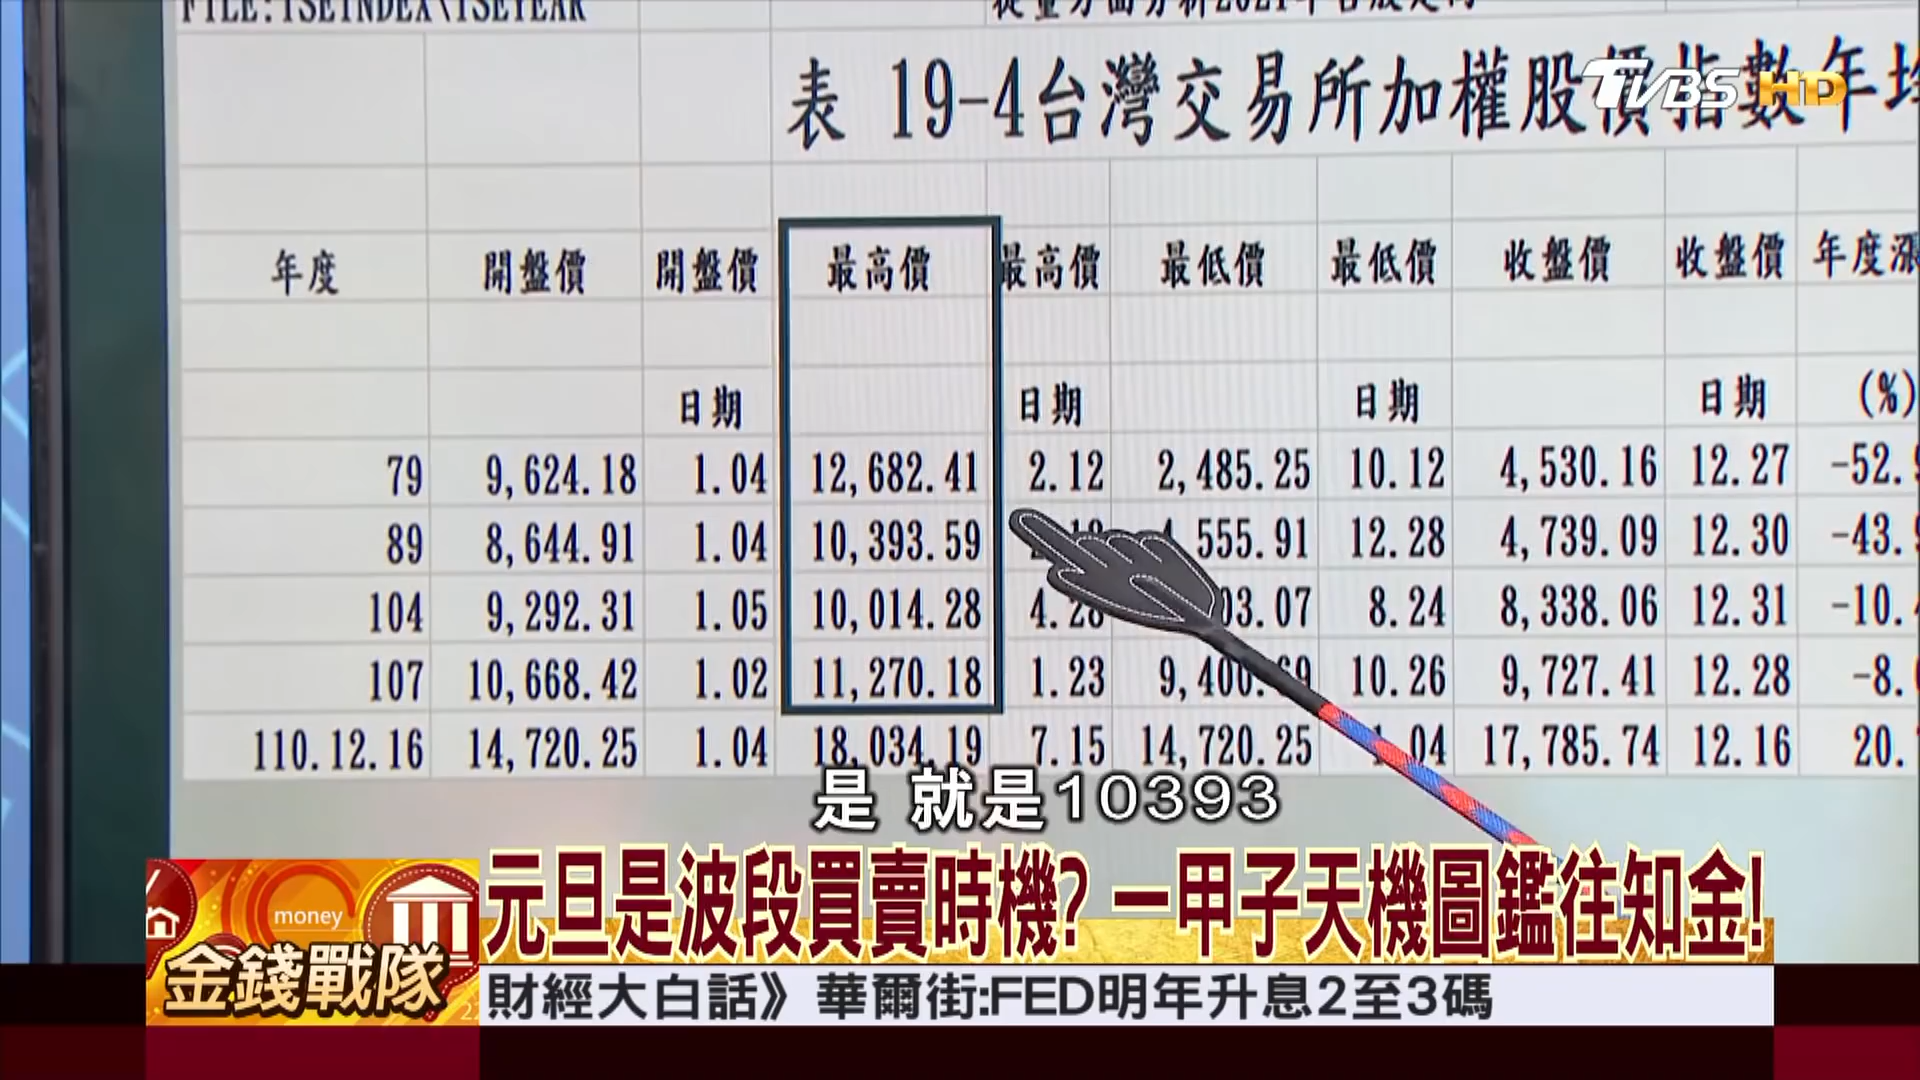 FILE:TSEINDEX\TSEYEAR
表 19-4台灣交易所加權股價指數年均
TVBS HD
年度 開盤價 開盤價 最高價 最高價 最低價 最低價 收盤價 收盤價 年度漲
日期 日期 日期 日期 (%)
79 9,624.18 1.04 12,682.41 2.12 2,485.25 10.12 4,530.16 12.27 -52.
89 8,644.91 1.04 10,393.59 555.91 12.28 4,739.09 12.30 -43.
104 9,292.31 1.05 10,014.28 4.28 03.07 8.24 8,338.06 12.31 -10.
107 10,668.42 1.02 11,270.18 1.23 9,400.69 10.26 9,727.41 12.28 -8.
110.12.16 14,720.25 1.04 18,034.19 7.15 14,720.25 1.04 17,785.74 12.16 20.
是 就是10393
money
金錢戰隊
元旦是波段買賣時機? 一甲子天機圖鑑往知金!
財經大白話》華爾街:FED明年升息2至3碼